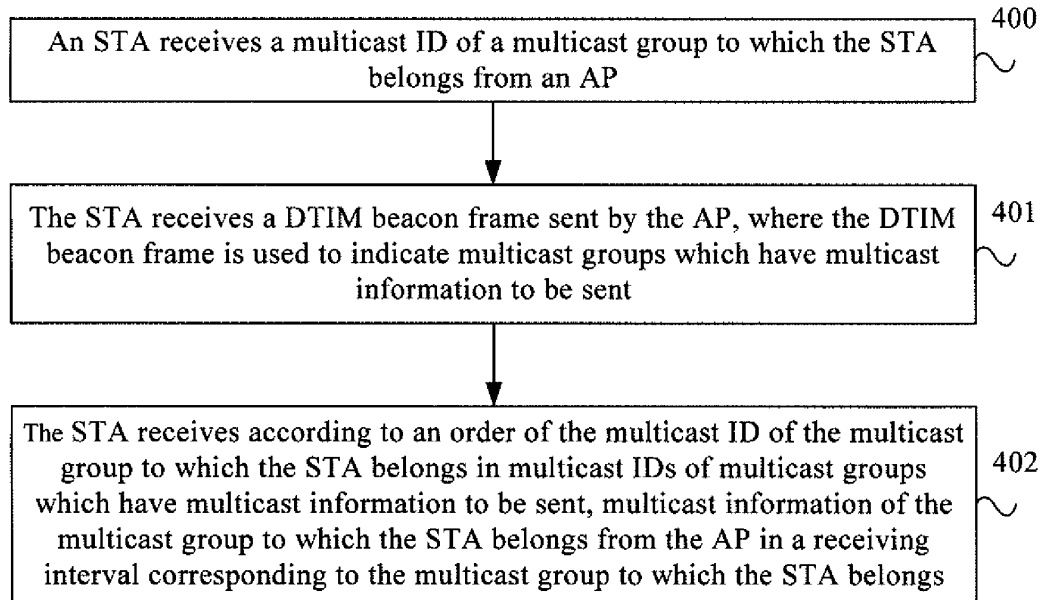 An STA receives a multicast ID of a multicast group to which the STA
belongs from an AP
400
The STA receives a DTIM beacon frame sent by the AP, where the DTIM
beacon frame is used to indicate multicast groups which have multicast
information to be sent
401
The STA receives according to an order of the multicast ID of the multicast
group to which the STA belongs in multicast IDs of multicast groups
which have multicast information to be sent, multicast information of the
multicast group to which the STA belongs from the AP in a receiving
interval corresponding to the multicast group to which the STA belongs
402